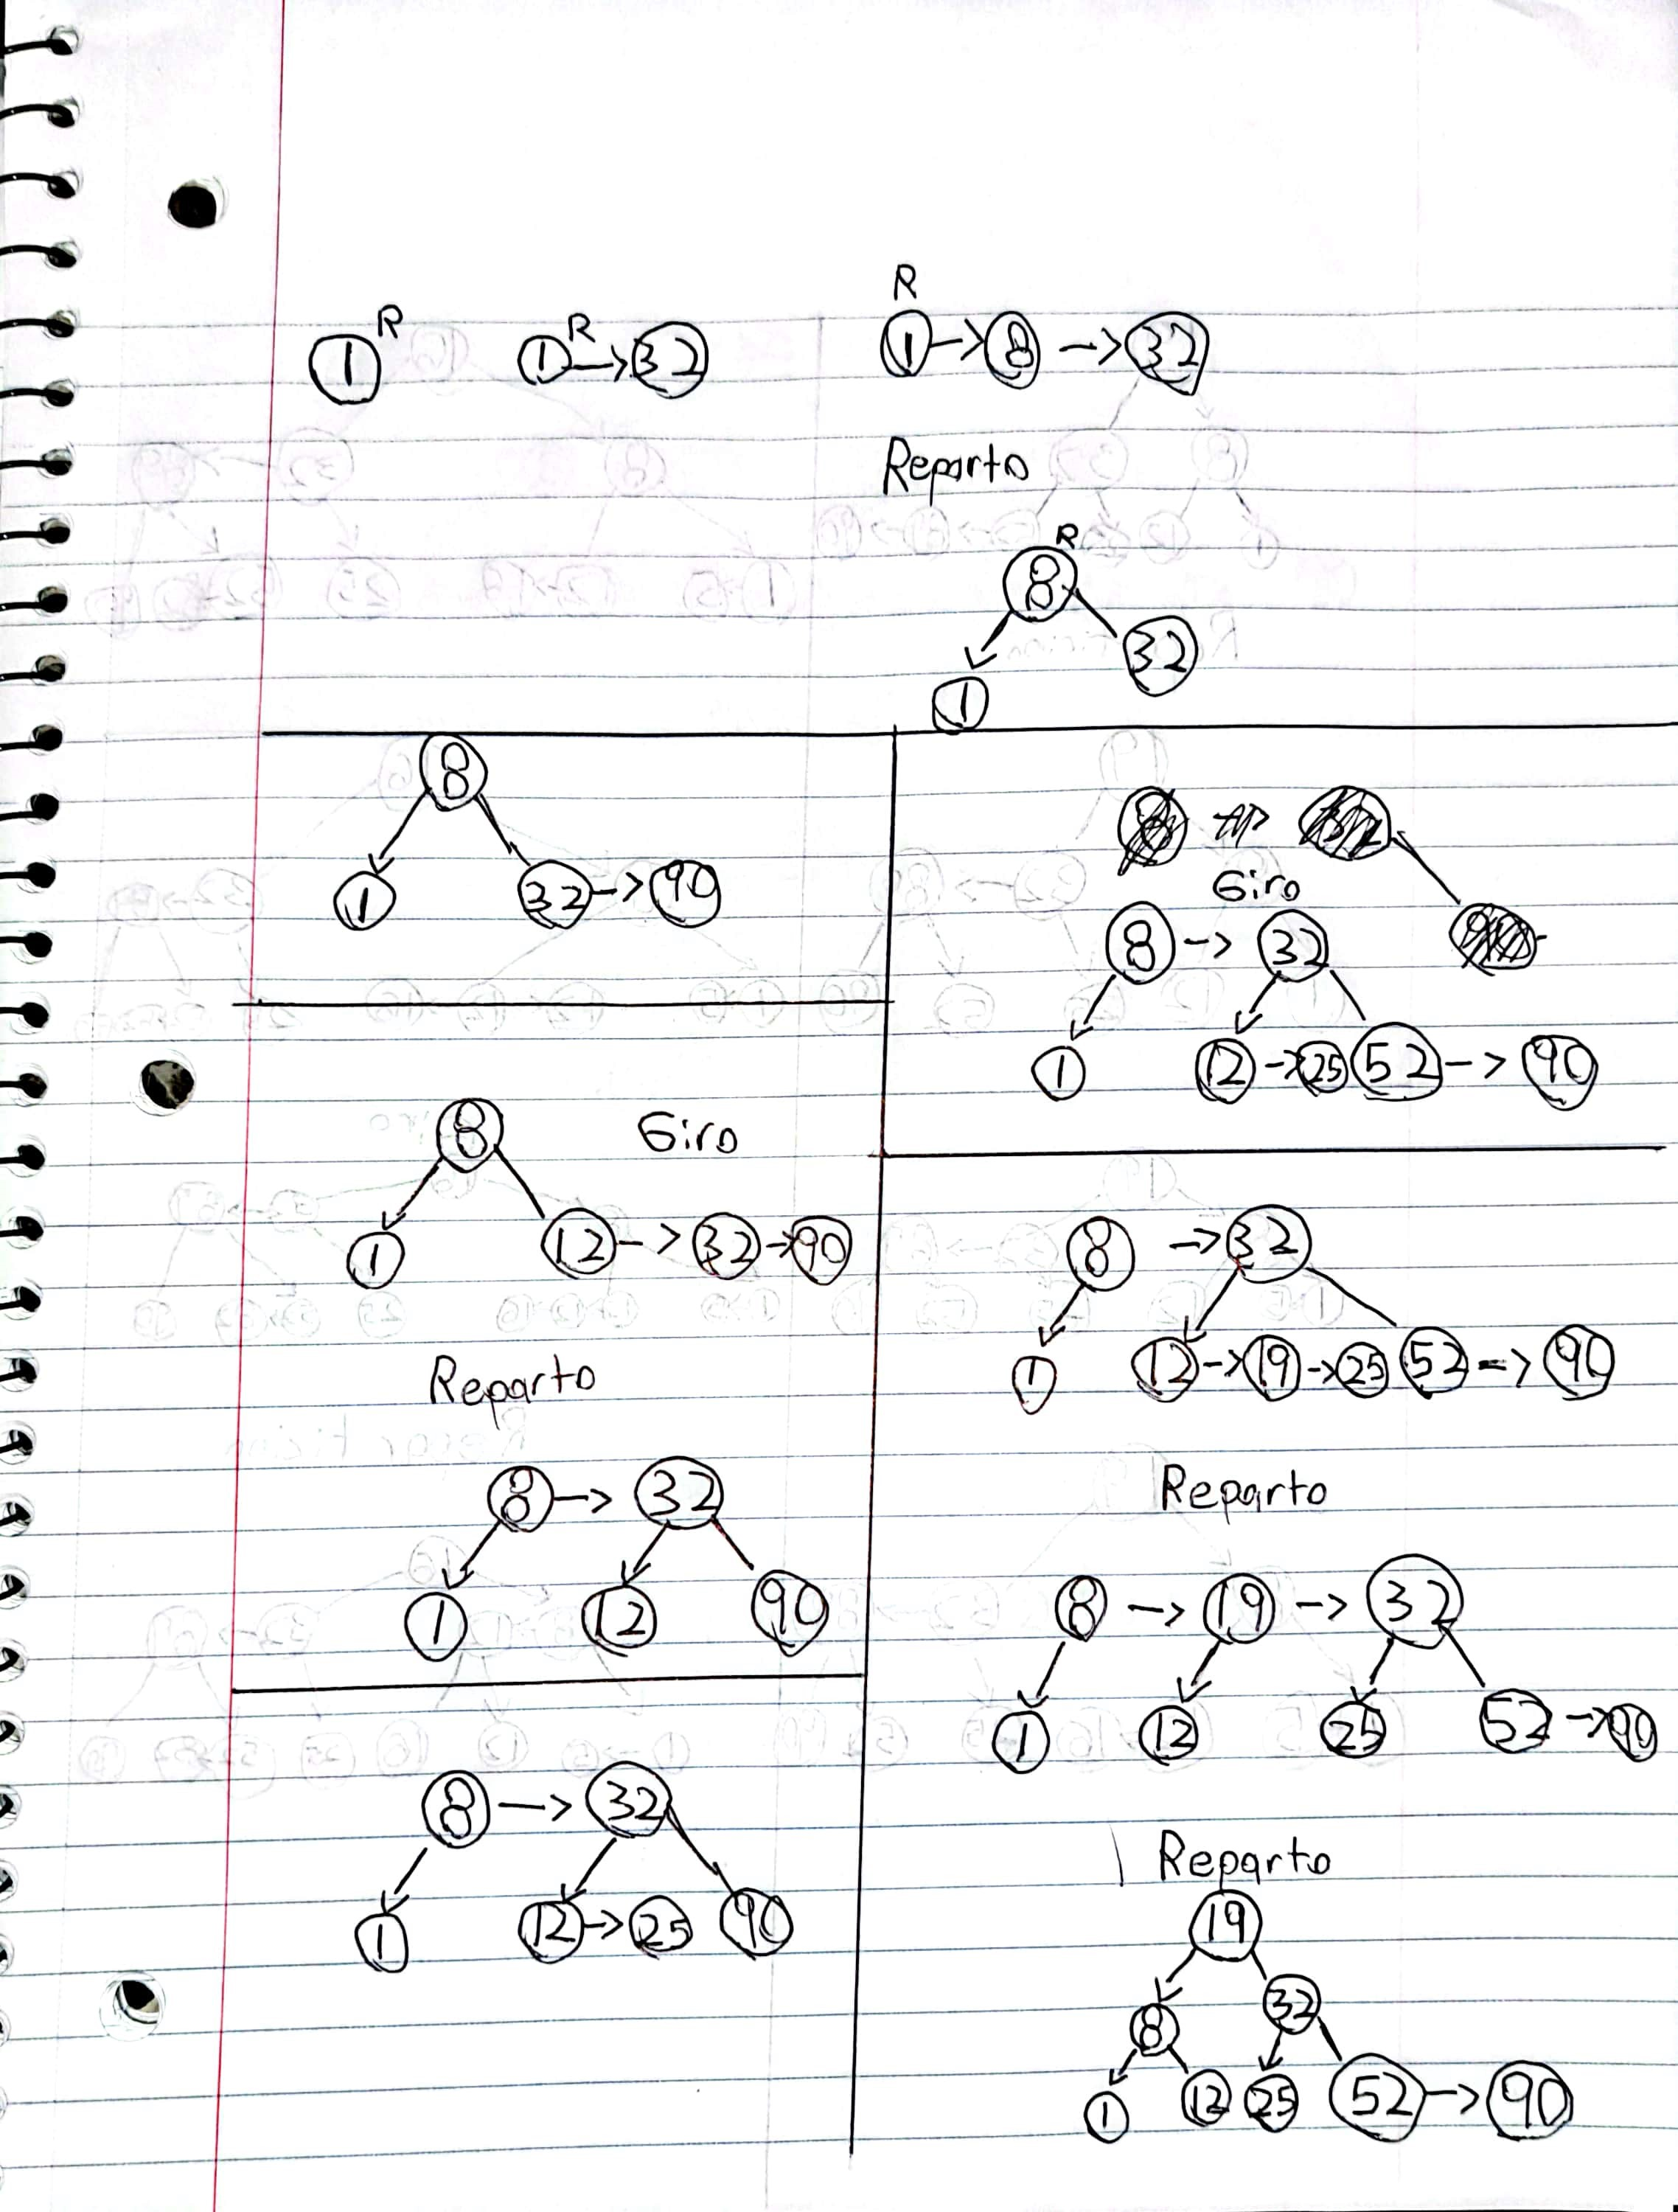 R
1 R 1 R -> 32 1 -> 8 -> 32
Reparto
R
8
32
1
8
1 32 -> 90
Giro
8 -> 32
1 12 -> 25 52 -> 90
8 Giro
1 12 -> 32 -> 90
Reparto
8 -> 32
1 12 90
8 -> 32
1 12 -> 25 90
8 -> 32
1 12 -> 19 -> 25 52 -> 90
Reparto
8 -> 19 -> 32
1 12 25 52 -> 90
Reparto
19
8 32
1 12 25 52 -> 90